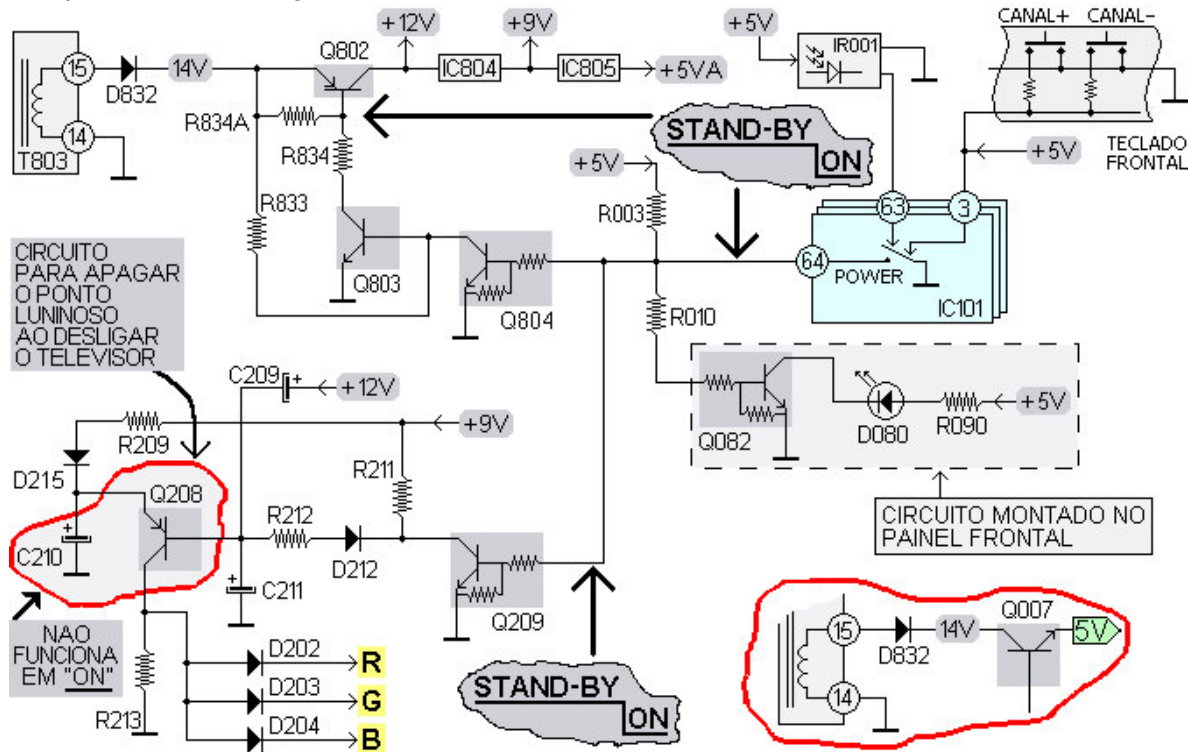 15
D832
14V
Q802
+12V
IC804
+9V
IC805
+5VA
+5V
IR001
CANAL+ CANAL-
TECLADO
FRONTAL
+5V
14
T803
R834A
R834
R833
Q803
Q804
STAND-BY
ON
+5V
R003
R010
63
3
64
POWER
IC101
CIRCUITO
PARA APAGAR
O PONTO
LUNINOSO
AO DESLIGAR
O TELEVISOR
C209
+
+12V
+9V
R209
R211
D215
Q208
+
C210
R212
D212
+
C211
Q209
NAO
FUNCIONA
EM "ON"
R213
D202
R
D203
G
D204
B
STAND-BY
ON
Q082
D080
R090
+5V
CIRCUITO MONTADO NO
PAINEL FRONTAL
15
D832
14V
Q007
5V
14